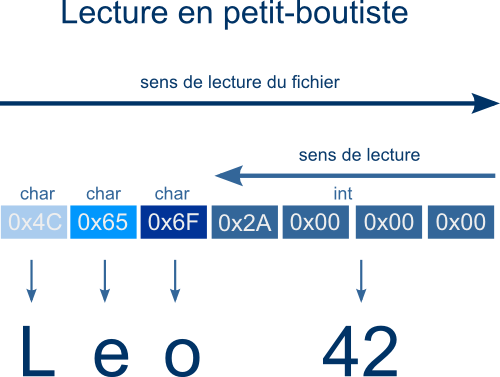 Lecture en petit-boutiste
sens de lecture du fichier
sens de lecture
char char char int
0x4C 0x65 0x6F 0x2A 0x00 0x00 0x00
L e o 42